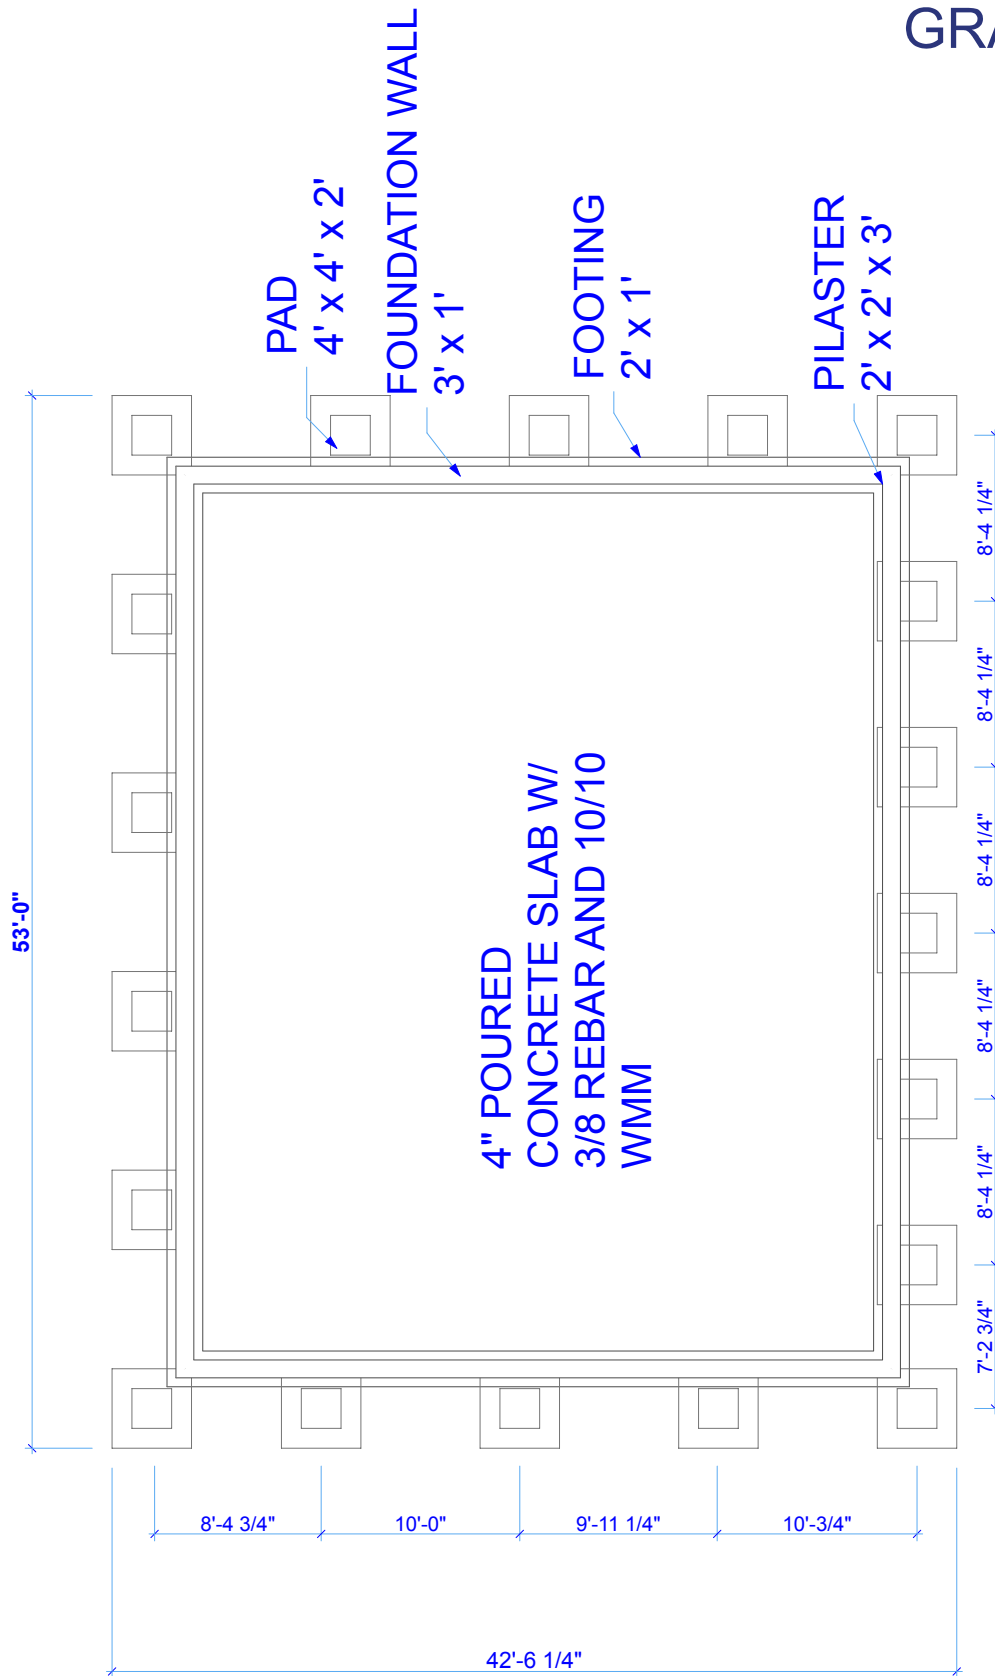 GRA
PAD
4' x 4' x 2'
FOUNDATION WALL
3' x 1'
FOOTING
2' x 1'
PILASTER
2' x 2' x 3'
53'-0"
4" POURED
CONCRETE SLAB W/
3/8 REBAR AND 10/10
WMM
8'-4 1/4"
8'-4 1/4"
8'-4 1/4"
8'-4 1/4"
8'-4 1/4"
7'-2 3/4"
8'-4 3/4"
10'-0"
9'-11 1/4"
10'-3/4"
42'-6 1/4"